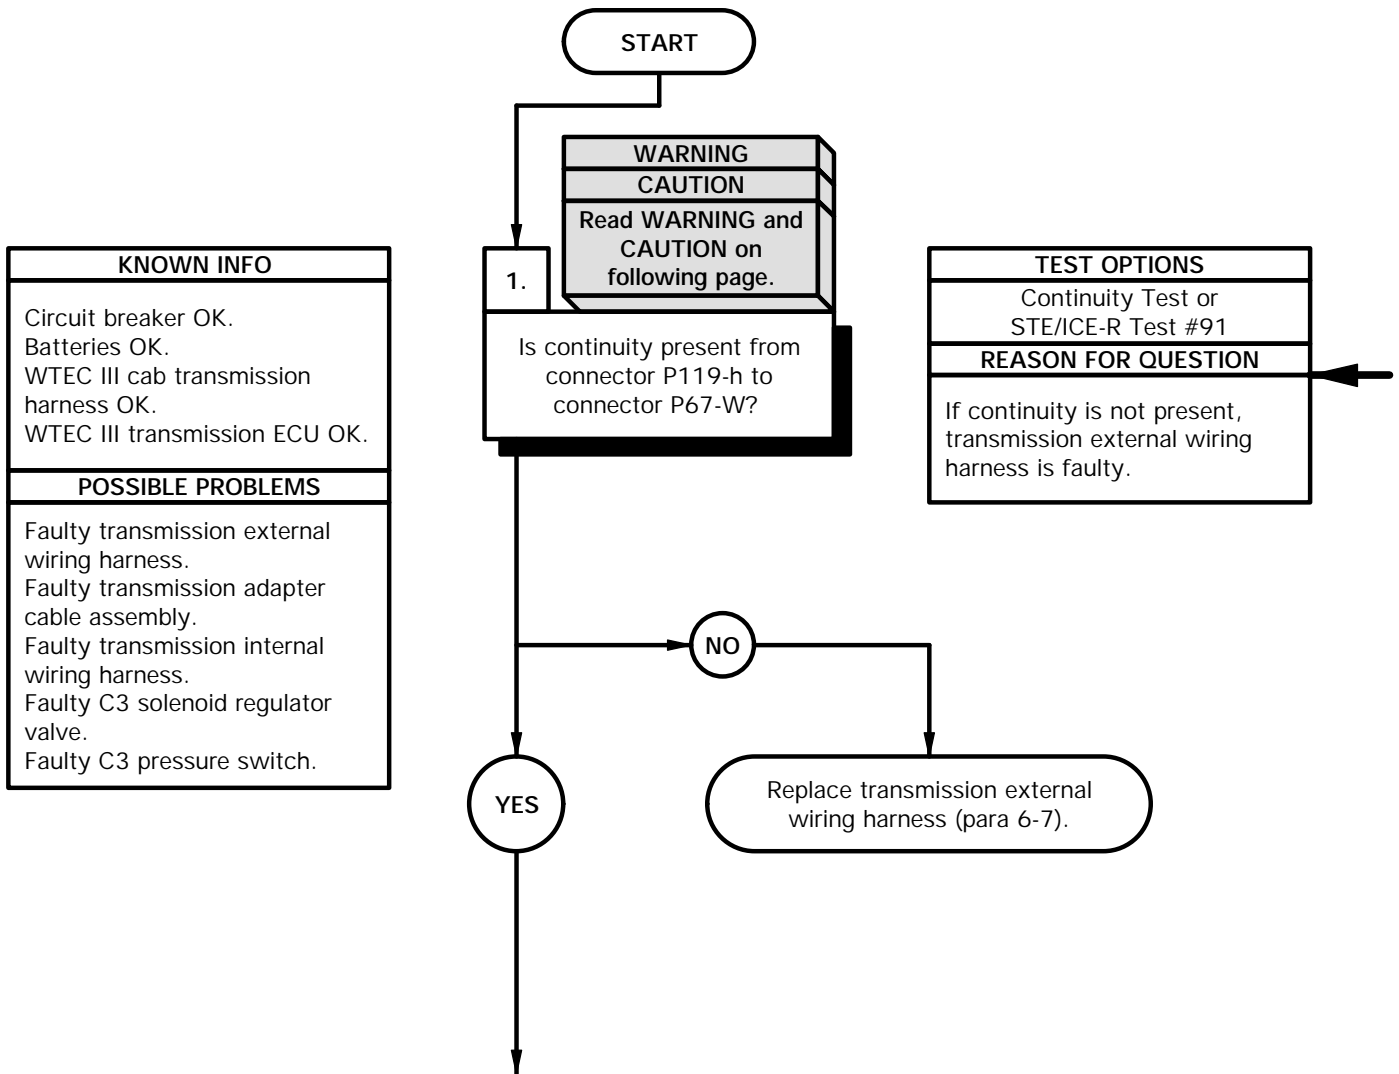 START
WARNING
CAUTION
Read WARNING and
CAUTION on
following page.
1.
Is continuity present from
connector P119-h to
connector P67-W?
KNOWN INFO
Circuit breaker OK.
Batteries OK.
WTEC III cab transmission
harness OK.
WTEC III transmission ECU OK.
POSSIBLE PROBLEMS
Faulty transmission external
wiring harness.
Faulty transmission adapter
cable assembly.
Faulty transmission internal
wiring harness.
Faulty C3 solenoid regulator
valve.
Faulty C3 pressure switch.
TEST OPTIONS
Continuity Test or
STE/ICE-R Test #91
REASON FOR QUESTION
If continuity is not present,
transmission external wiring
harness is faulty.
NO
YES
Replace transmission external
wiring harness (para 6-7).